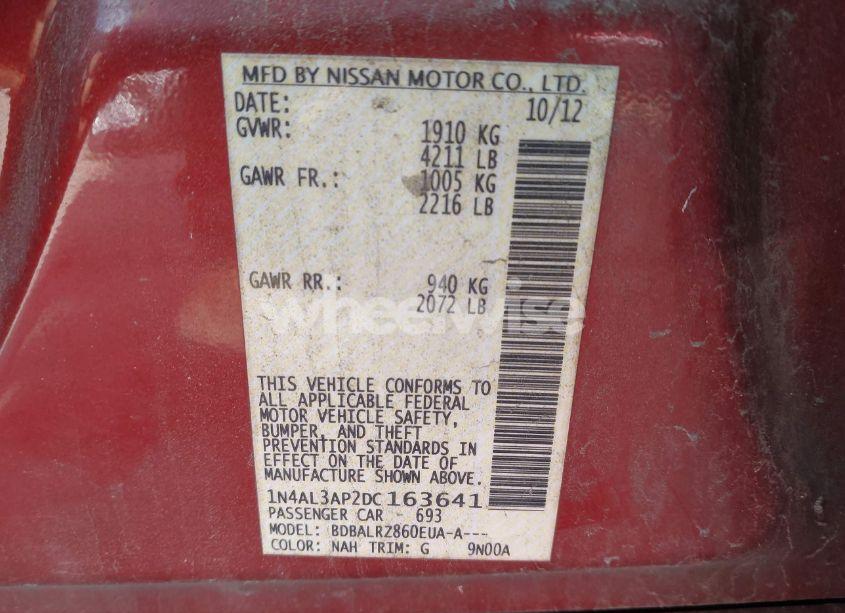 MFD BY NISSAN MOTOR CO., LTD.
DATE: 10/12
GVWR: 1910 KG
4211 LB
GAWR FR.: 1005 KG
2216 LB
GAWR RR.: 940 KG
2072 LB
wheelwise
THIS VEHICLE CONFORMS TO
ALL APPLICABLE FEDERAL
MOTOR VEHICLE SAFETY,
BUMPER, AND THEFT
PREVENTION STANDARDS IN
EFFECT ON THE DATE OF
MANUFACTURE SHOWN ABOVE.
1N4AL3AP2DC163641
PASSENGER CAR - 693
MODEL: BDBALRZ860EUA-A---
COLOR: NAH TRIM: G 9N00A